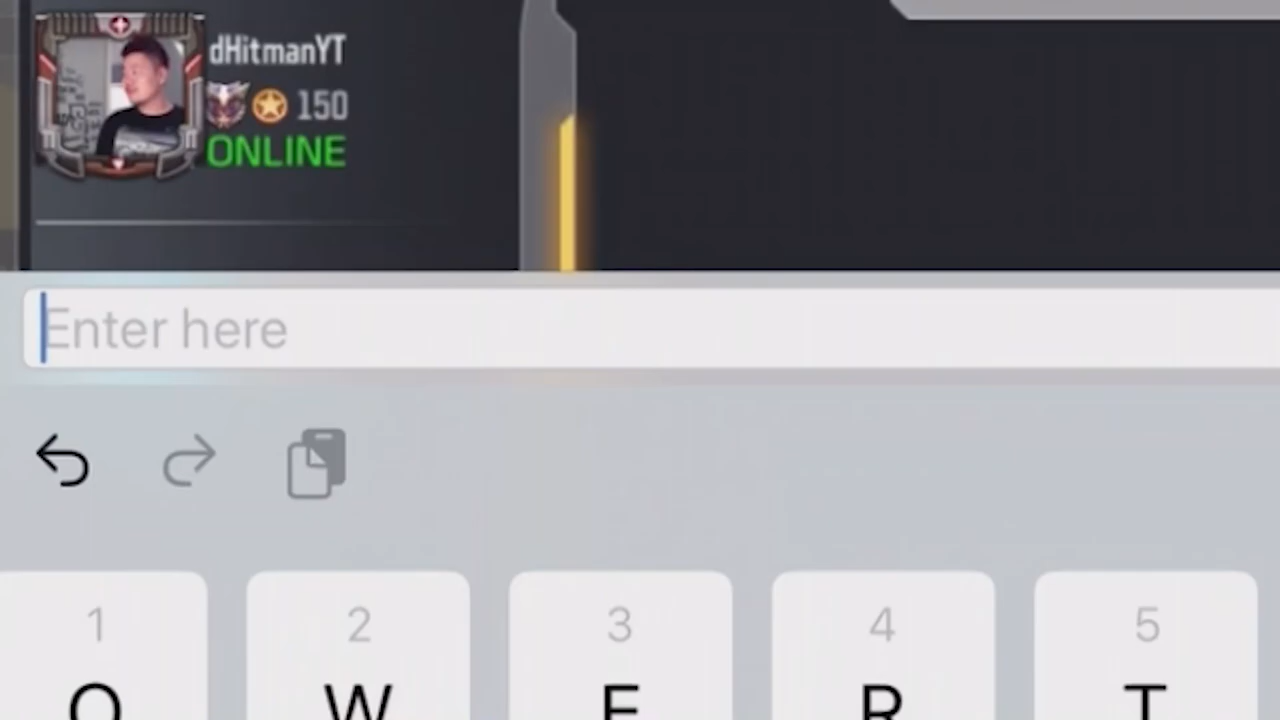 dHitmanYT
150
ONLINE
Enter here
1 2 3 4 5
Q W E R T